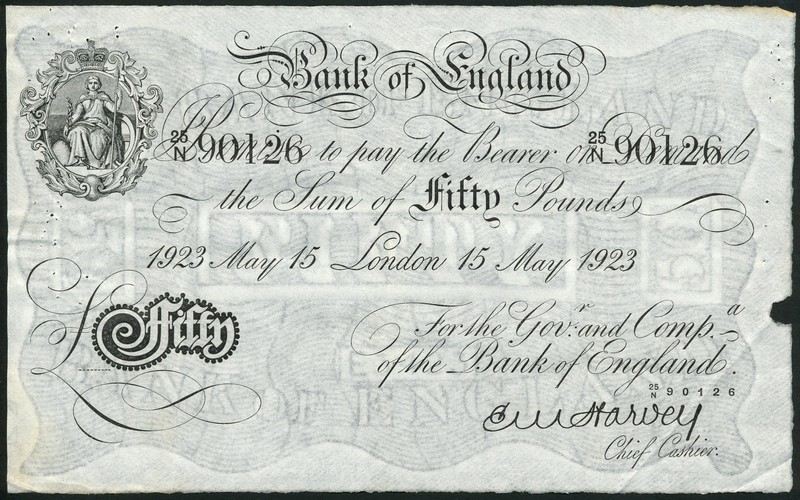 Bank of England
25/N 90126 25/N 90126
I Promise to pay the Bearer on Demand
the Sum of Fifty Pounds
1923 May 15 London 15 May 1923
For the Gov.r and Comp.a
£ Fifty
of the Bank of England.
25/N 90126
E M Harvey
Chief Cashier.